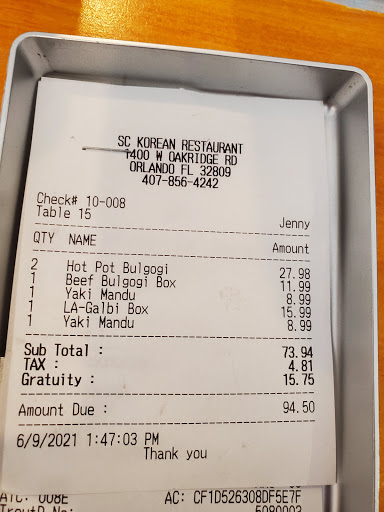 SC KOREAN RESTAURANT
1400 W OAKRIDGE RD
ORLANDO FL 32809
407-856-4242
Check# 10-008
Table 15 Jenny
QTY NAME Amount
2 Hot Pot Bulgogi 27.98
1 Beef Bulgogi Box 11.99
1 Yaki Mandu 8.99
1 LA-Galbi Box 15.99
1 Yaki Mandu 8.99
Sub Total : 73.94
TAX : 4.81
Gratuity : 15.75
Amount Due : 94.50
6/9/2021 1:47:03 PM
Thank you
ATC: 008E AC: CF1D526308DF5E7F